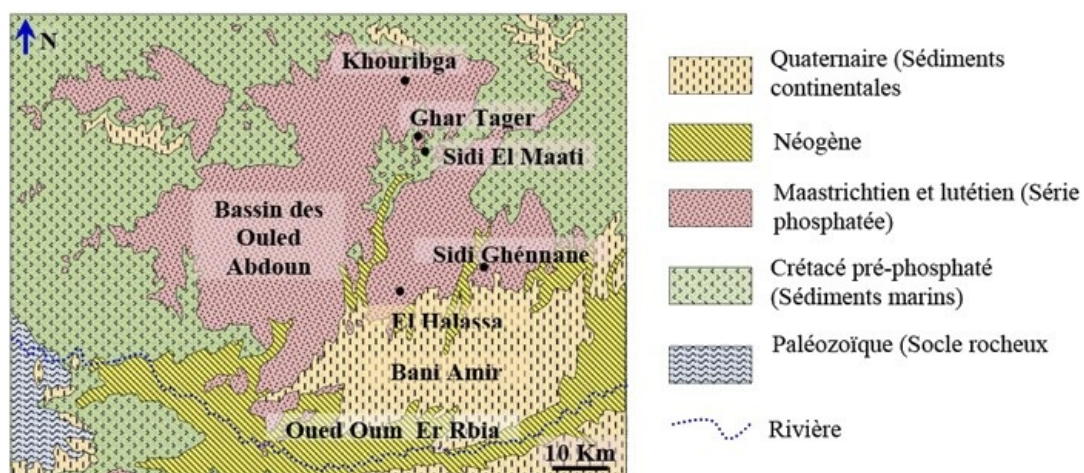 N
Khouribga
Ghar Tager
Sidi El Maati
Bassin des
Ouled
Abdoun
Sidi Ghénnane
El Halassa
Bani Amir
Oued Oum Er Rbia
10 Km
Quaternaire (Sédiments
continentales
Néogène
Maastrichtien et lutétien (Série
phosphatée)
Crétacé pré-phosphaté
(Sédiments marins)
Paléozoïque (Socle rocheux
Rivière